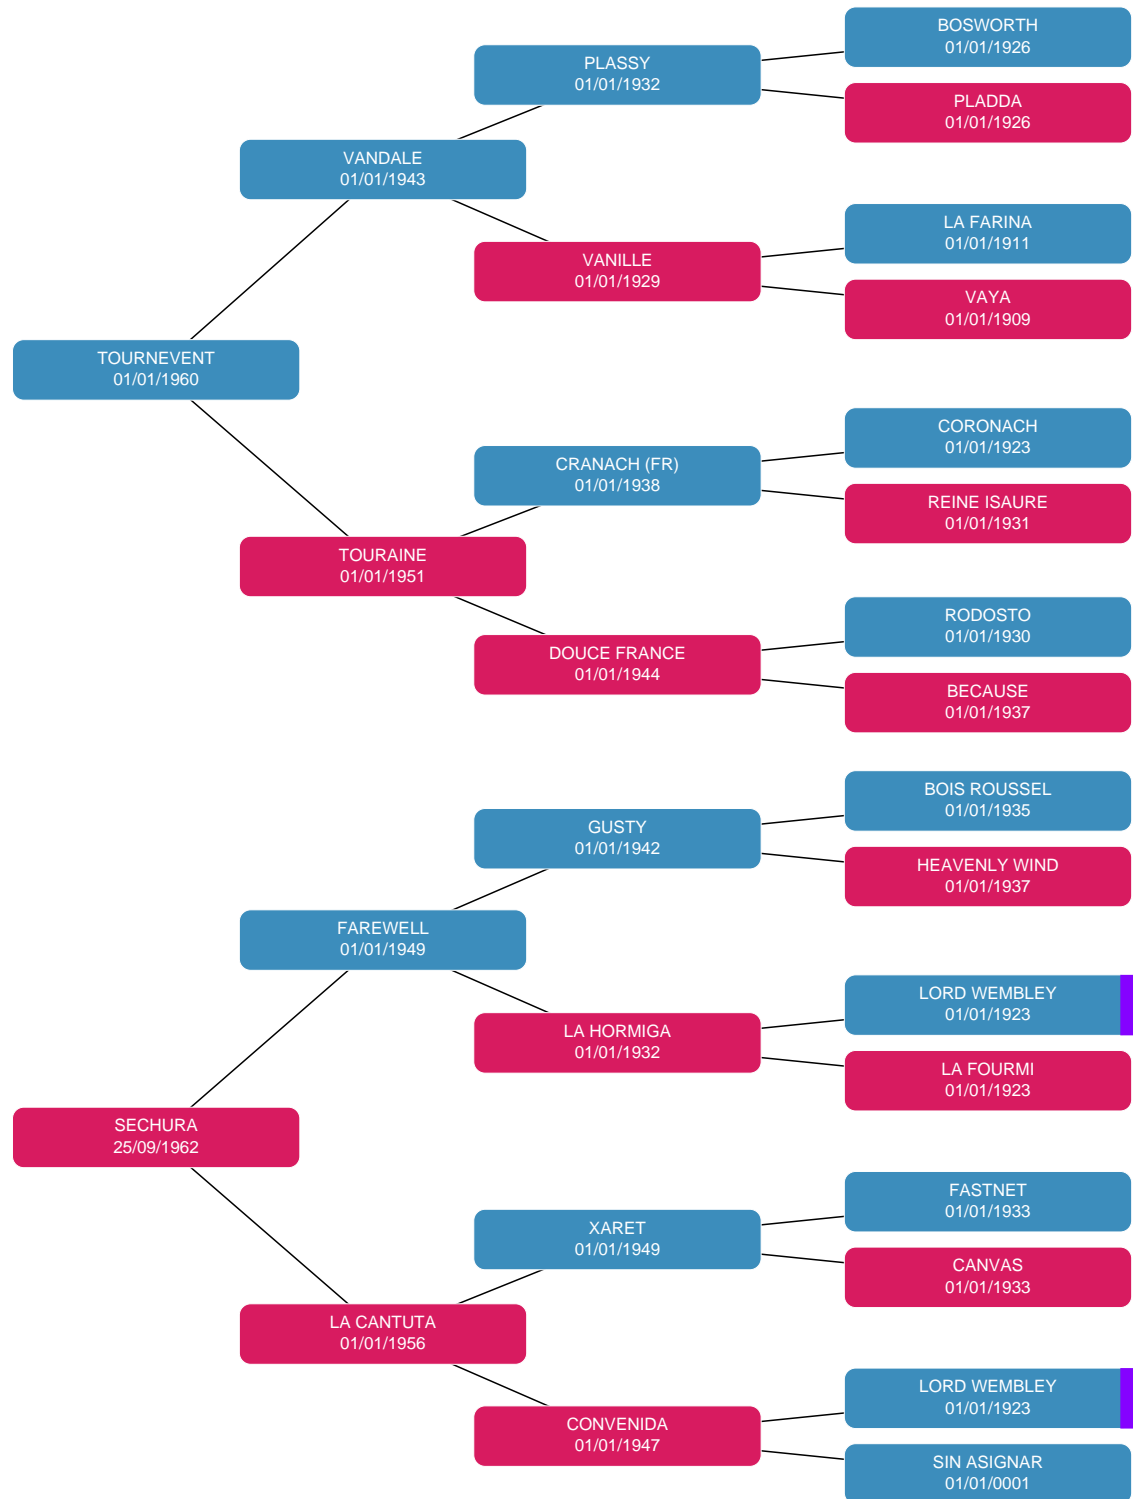 BOSWORTH
01/01/1926
PLASSY
01/01/1932
PLADDA
01/01/1926
VANDALE
01/01/1943
LA FARINA
01/01/1911
VANILLE
01/01/1929
VAYA
01/01/1909
TOURNEVENT
01/01/1960
CORONACH
01/01/1923
CRANACH (FR)
01/01/1938
REINE ISAURE
01/01/1931
TOURAINE
01/01/1951
RODOSTO
01/01/1930
DOUCE FRANCE
01/01/1944
BECAUSE
01/01/1937
BOIS ROUSSEL
01/01/1935
GUSTY
01/01/1942
HEAVENLY WIND
01/01/1937
FAREWELL
01/01/1949
LORD WEMBLEY
01/01/1923
LA HORMIGA
01/01/1932
LA FOURMI
01/01/1923
SECHURA
25/09/1962
FASTNET
01/01/1933
XARET
01/01/1949
CANVAS
01/01/1933
LA CANTUTA
01/01/1956
LORD WEMBLEY
01/01/1923
CONVENIDA
01/01/1947
SIN ASIGNAR
01/01/0001